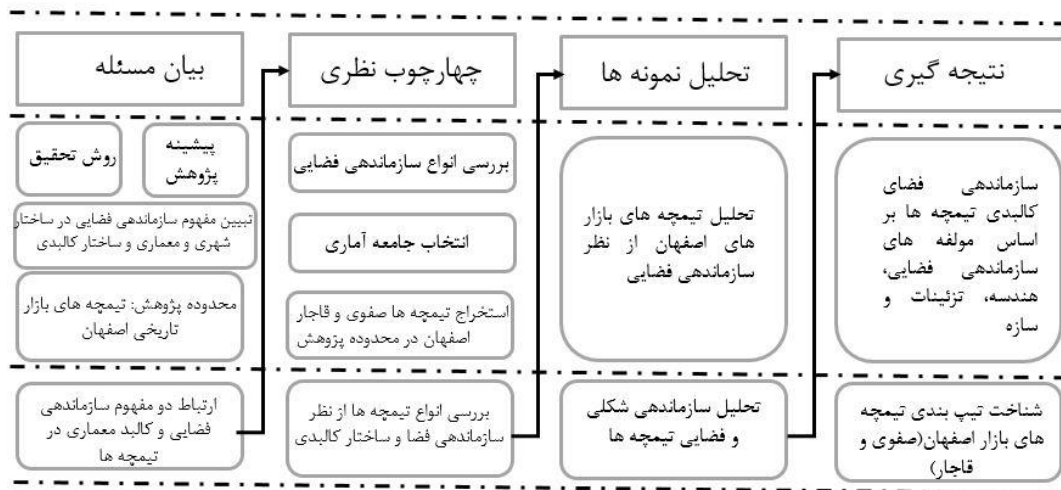 بیان مسئله
روش تحقیق
پیشینه
پژوهش
تبیین مفهوم سازماندهی فضایی در ساختار
شهری و معماری و ساختار کالبدی
محدوده پژوهش: تیمچه های بازار
تاریخی اصفهان
ارتباط دو مفهوم سازماندهی
فضایی و کالبد معماری در
تیمچه ها
چهارچوب نظری
بررسی انواع سازماندهی فضایی
انتخاب جامعه آماری
استخراج تیمچه ها صفوی و قاجار
اصفهان در محدوده پژوهش
بررسی انواع تیمچه ها از نظر
سازماندهی فضا و ساختار کالبدی
تحلیل نمونه ها
تحلیل تیمچه های بازار
های اصفهان از نظر
سازماندهی فضایی
تحلیل سازماندهی شکلی
و فضایی تیمچه ها
نتیجه گیری
سازماندهی فضای
کالبدی تیمچه ها بر
اساس مولفه های
سازماندهی فضایی،
هندسه، تزئینات و
سازه
شناخت تیپ بندی تیمچه
های بازار اصفهان(صفوی و
قاجار)